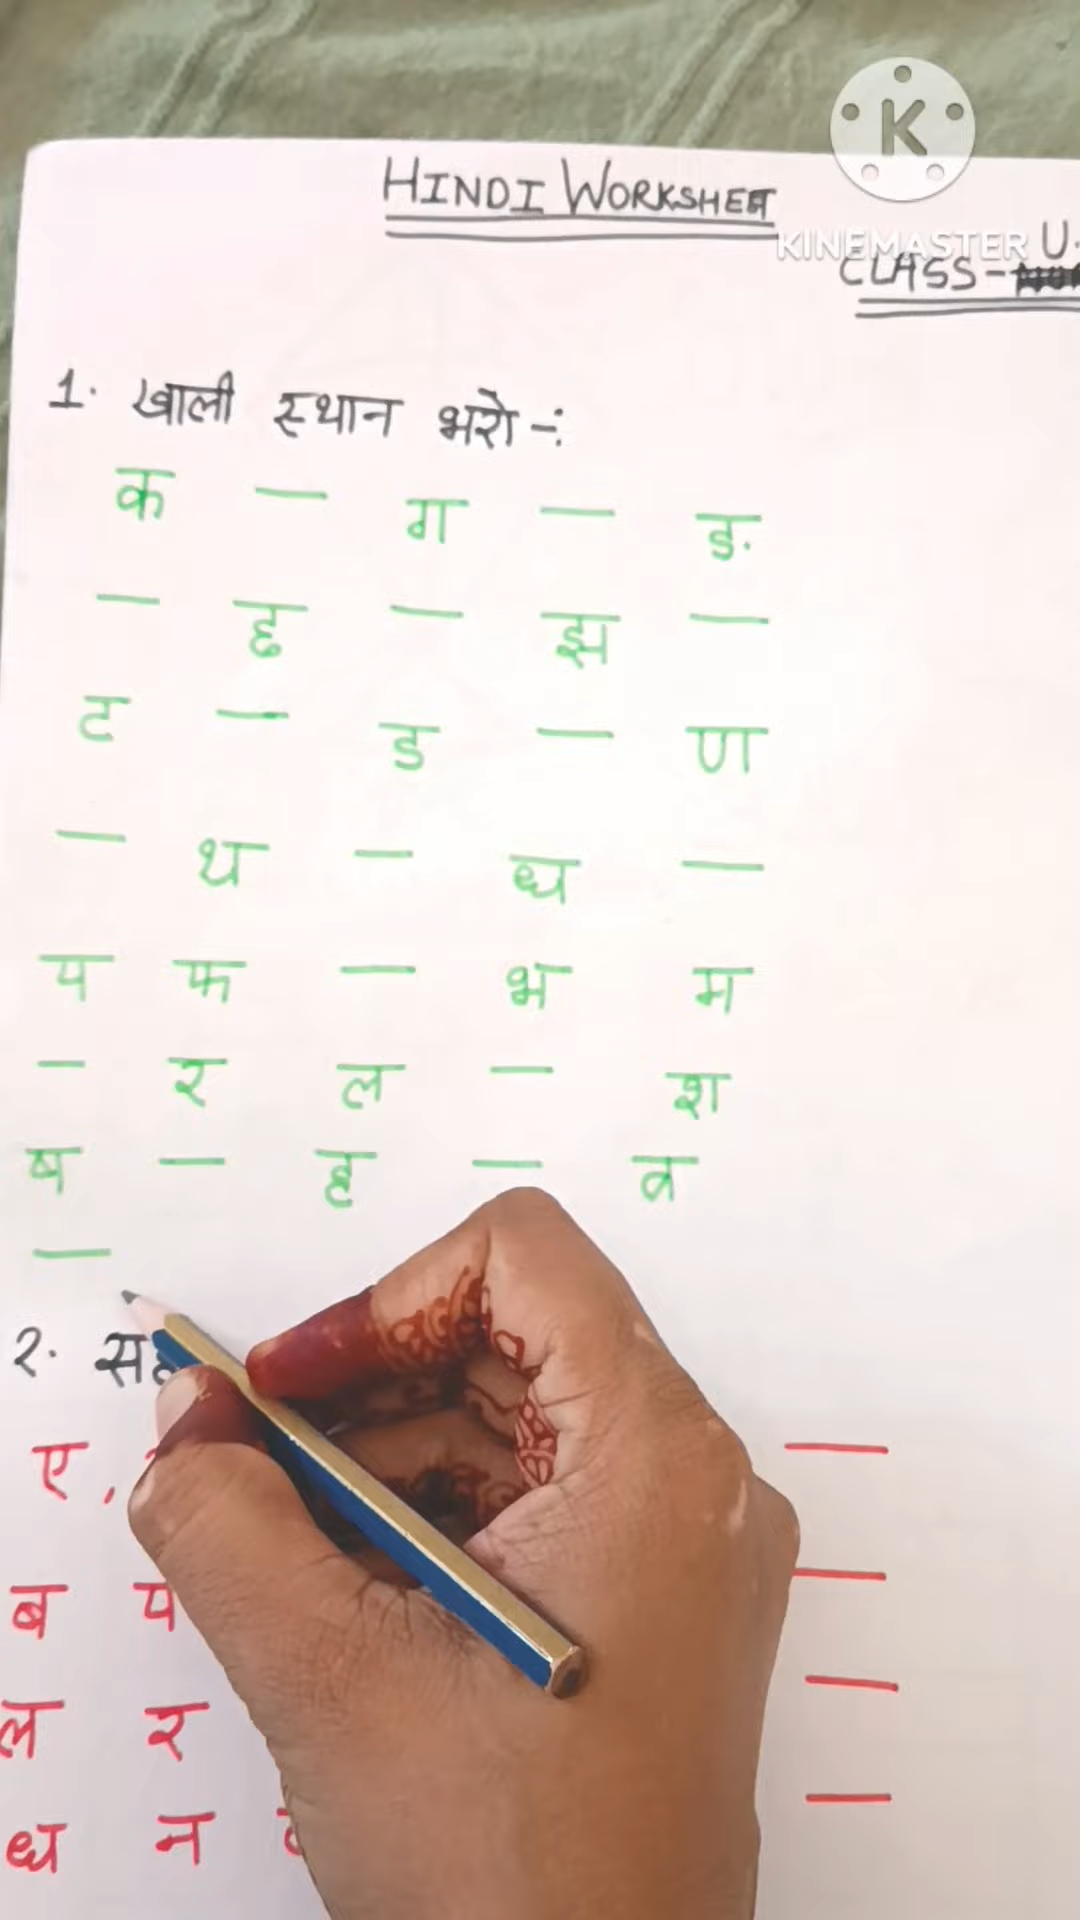 K
KINEMASTER
HINDI WORKSHEET
U.
CLASS-
1. खाली स्थान भरो -:
क — ग — ङ
— छ — झ —
ट — ड — ण
— थ — ध —
प फ — भ म
— र ल — श
ष — ह — त्र
—
2.
ए, —
ब प —
ल र —
ध न —